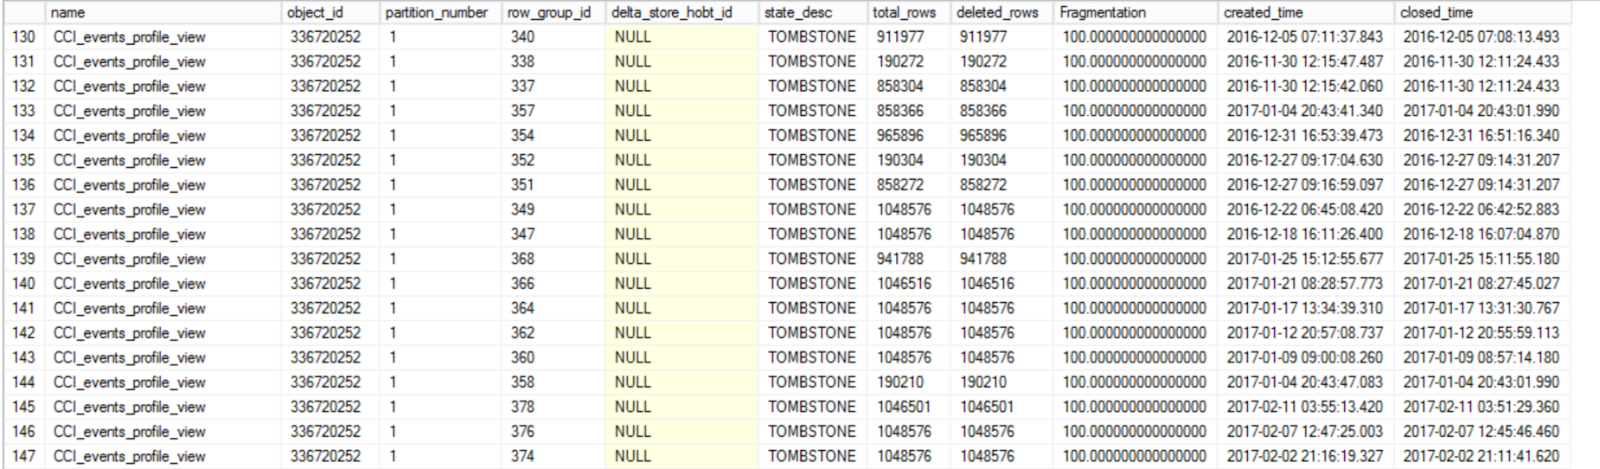 name object_id partition_number row_group_id delta_store_hobt_id state_desc total_rows deleted_rows Fragmentation created_time closed_time
130 CCI_events_profile_view 336720252 1 340 NULL TOMBSTONE 911977 911977 100.000000000000000 2016-12-05 07:11:37.843 2016-12-05 07:08:13.493
131 CCI_events_profile_view 336720252 1 338 NULL TOMBSTONE 190272 190272 100.000000000000000 2016-11-30 12:15:47.487 2016-11-30 12:11:24.433
132 CCI_events_profile_view 336720252 1 337 NULL TOMBSTONE 858304 858304 100.000000000000000 2016-11-30 12:15:42.060 2016-11-30 12:11:24.433
133 CCI_events_profile_view 336720252 1 357 NULL TOMBSTONE 858366 858366 100.000000000000000 2017-01-04 20:43:41.340 2017-01-04 20:43:01.990
134 CCI_events_profile_view 336720252 1 354 NULL TOMBSTONE 965896 965896 100.000000000000000 2016-12-31 16:53:39.473 2016-12-31 16:51:16.340
135 CCI_events_profile_view 336720252 1 352 NULL TOMBSTONE 190304 190304 100.000000000000000 2016-12-27 09:17:04.630 2016-12-27 09:14:31.207
136 CCI_events_profile_view 336720252 1 351 NULL TOMBSTONE 858272 858272 100.000000000000000 2016-12-27 09:16:59.097 2016-12-27 09:14:31.207
137 CCI_events_profile_view 336720252 1 349 NULL TOMBSTONE 1048576 1048576 100.000000000000000 2016-12-22 06:45:08.420 2016-12-22 06:42:52.883
138 CCI_events_profile_view 336720252 1 347 NULL TOMBSTONE 1048576 1048576 100.000000000000000 2016-12-18 16:11:26.400 2016-12-18 16:07:04.870
139 CCI_events_profile_view 336720252 1 368 NULL TOMBSTONE 941788 941788 100.000000000000000 2017-01-25 15:12:55.677 2017-01-25 15:11:55.180
140 CCI_events_profile_view 336720252 1 366 NULL TOMBSTONE 1046516 1046516 100.000000000000000 2017-01-21 08:28:57.773 2017-01-21 08:27:45.027
141 CCI_events_profile_view 336720252 1 364 NULL TOMBSTONE 1048576 1048576 100.000000000000000 2017-01-17 13:34:39.310 2017-01-17 13:31:30.767
142 CCI_events_profile_view 336720252 1 362 NULL TOMBSTONE 1048576 1048576 100.000000000000000 2017-01-12 20:57:08.737 2017-01-12 20:55:59.113
143 CCI_events_profile_view 336720252 1 360 NULL TOMBSTONE 1048576 1048576 100.000000000000000 2017-01-09 09:00:08.260 2017-01-09 08:57:14.180
144 CCI_events_profile_view 336720252 1 358 NULL TOMBSTONE 190210 190210 100.000000000000000 2017-01-04 20:43:47.083 2017-01-04 20:43:01.990
145 CCI_events_profile_view 336720252 1 378 NULL TOMBSTONE 1046501 1046501 100.000000000000000 2017-02-11 03:55:13.420 2017-02-11 03:51:29.360
146 CCI_events_profile_view 336720252 1 376 NULL TOMBSTONE 1048576 1048576 100.000000000000000 2017-02-07 12:47:25.003 2017-02-07 12:45:46.460
147 CCI_events_profile_view 336720252 1 374 NULL TOMBSTONE 1048576 1048576 100.000000000000000 2017-02-02 21:16:19.327 2017-02-02 21:11:41.620